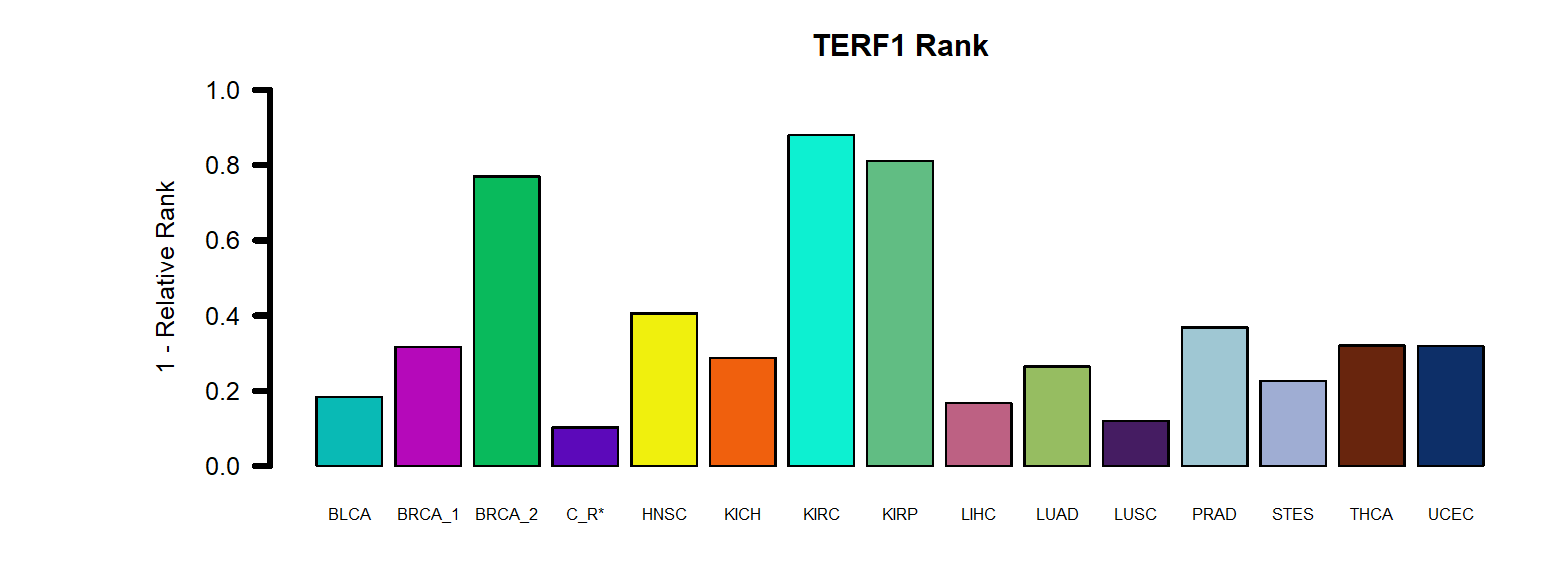 TERF1 Rank
1 - Relative Rank
1.0
0.8
0.6
0.4
0.2
0.0
BLCA BRCA_1 BRCA_2 C_R* HNSC KICH KIRC KIRP LIHC LUAD LUSC PRAD STES THCA UCEC